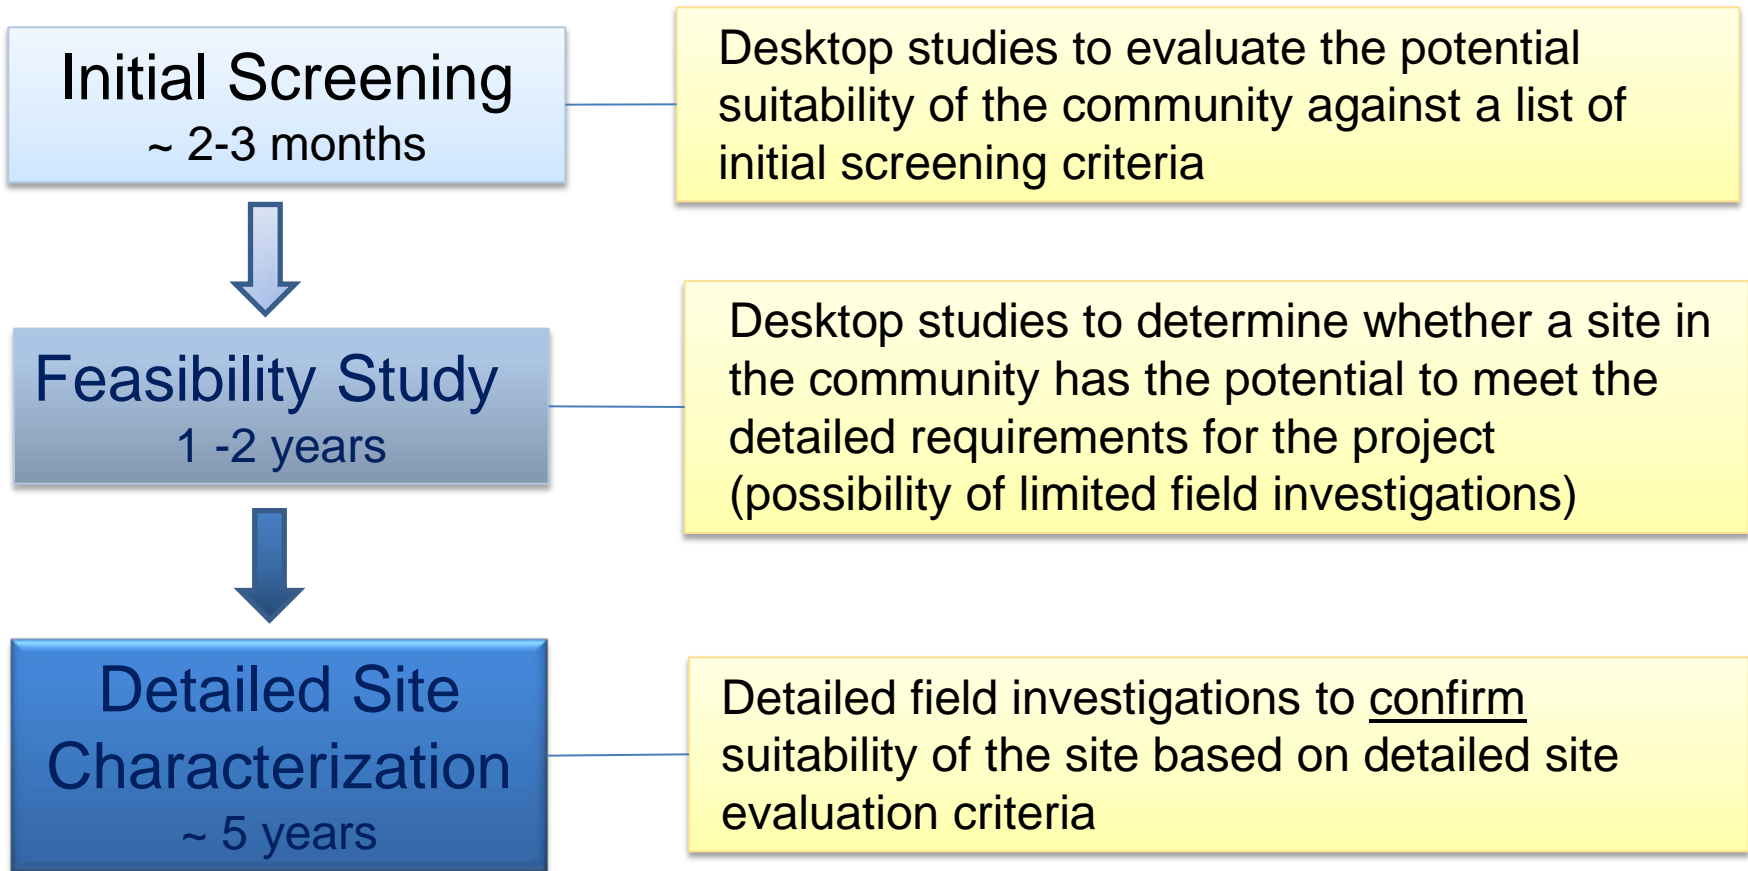 Initial Screening
~ 2-3 months
Desktop studies to evaluate the potential
suitability of the community against a list of
initial screening criteria
Feasibility Study
1 -2 years
Desktop studies to determine whether a site in
the community has the potential to meet the
detailed requirements for the project
(possibility of limited field investigations)
Detailed Site
Characterization
~ 5 years
Detailed field investigations to confirm
suitability of the site based on detailed site
evaluation criteria